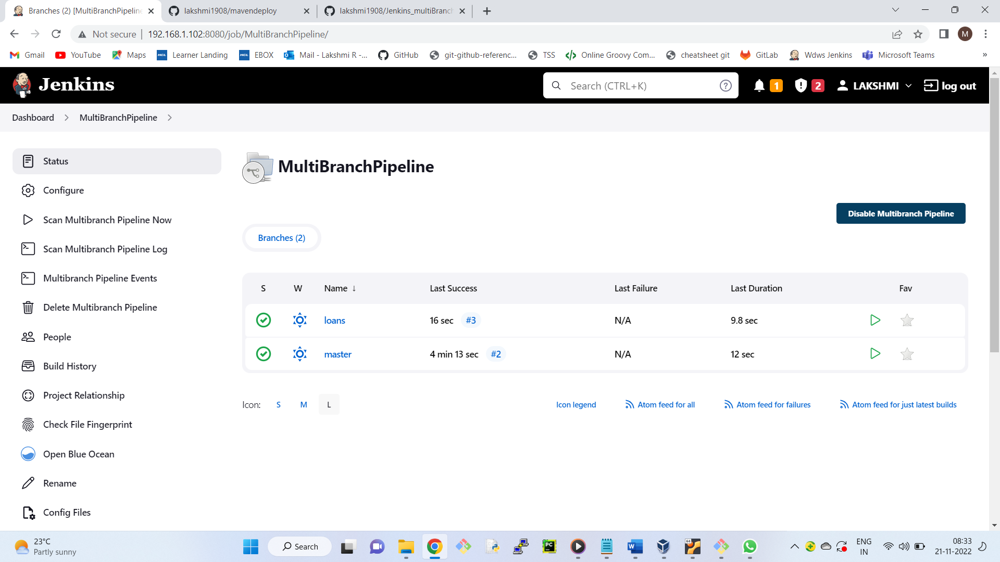 Branches (2) [MultiBranchPipeline
lakshmi1908/mavendeploy
lakshmi1908/Jenkins_multiBranch
Not secure
192.168.1.102:8080/job/MultiBranchPipeline/
M
Gmail
YouTube
Maps
HCL
Learner Landing
HCL
EBOX
Mail - Lakshmi R -...
GitHub
git-github-referenc...
TSS
Online Groovy Com...
cheatsheet git
GitLab
Wdws Jenkins
Microsoft Teams
»
Jenkins
Search (CTRL+K)
?
1
2
LAKSHMI
log out
Dashboard
MultiBranchPipeline
Status
Configure
Scan Multibranch Pipeline Now
Scan Multibranch Pipeline Log
Multibranch Pipeline Events
Delete Multibranch Pipeline
People
Build History
Project Relationship
Check File Fingerprint
Open Blue Ocean
Rename
Config Files
MultiBranchPipeline
Disable Multibranch Pipeline
Branches (2)
S W Name ↓ Last Success Last Failure Last Duration Fav
loans 16 sec #3 N/A 9.8 sec
master 4 min 13 sec #2 N/A 12 sec
Icon: S M L
Icon legend
Atom feed for all
Atom feed for failures
Atom feed for just latest builds
23°C
Partly sunny
Search
PC
W
64
ENG
IN
08:33
21-11-2022